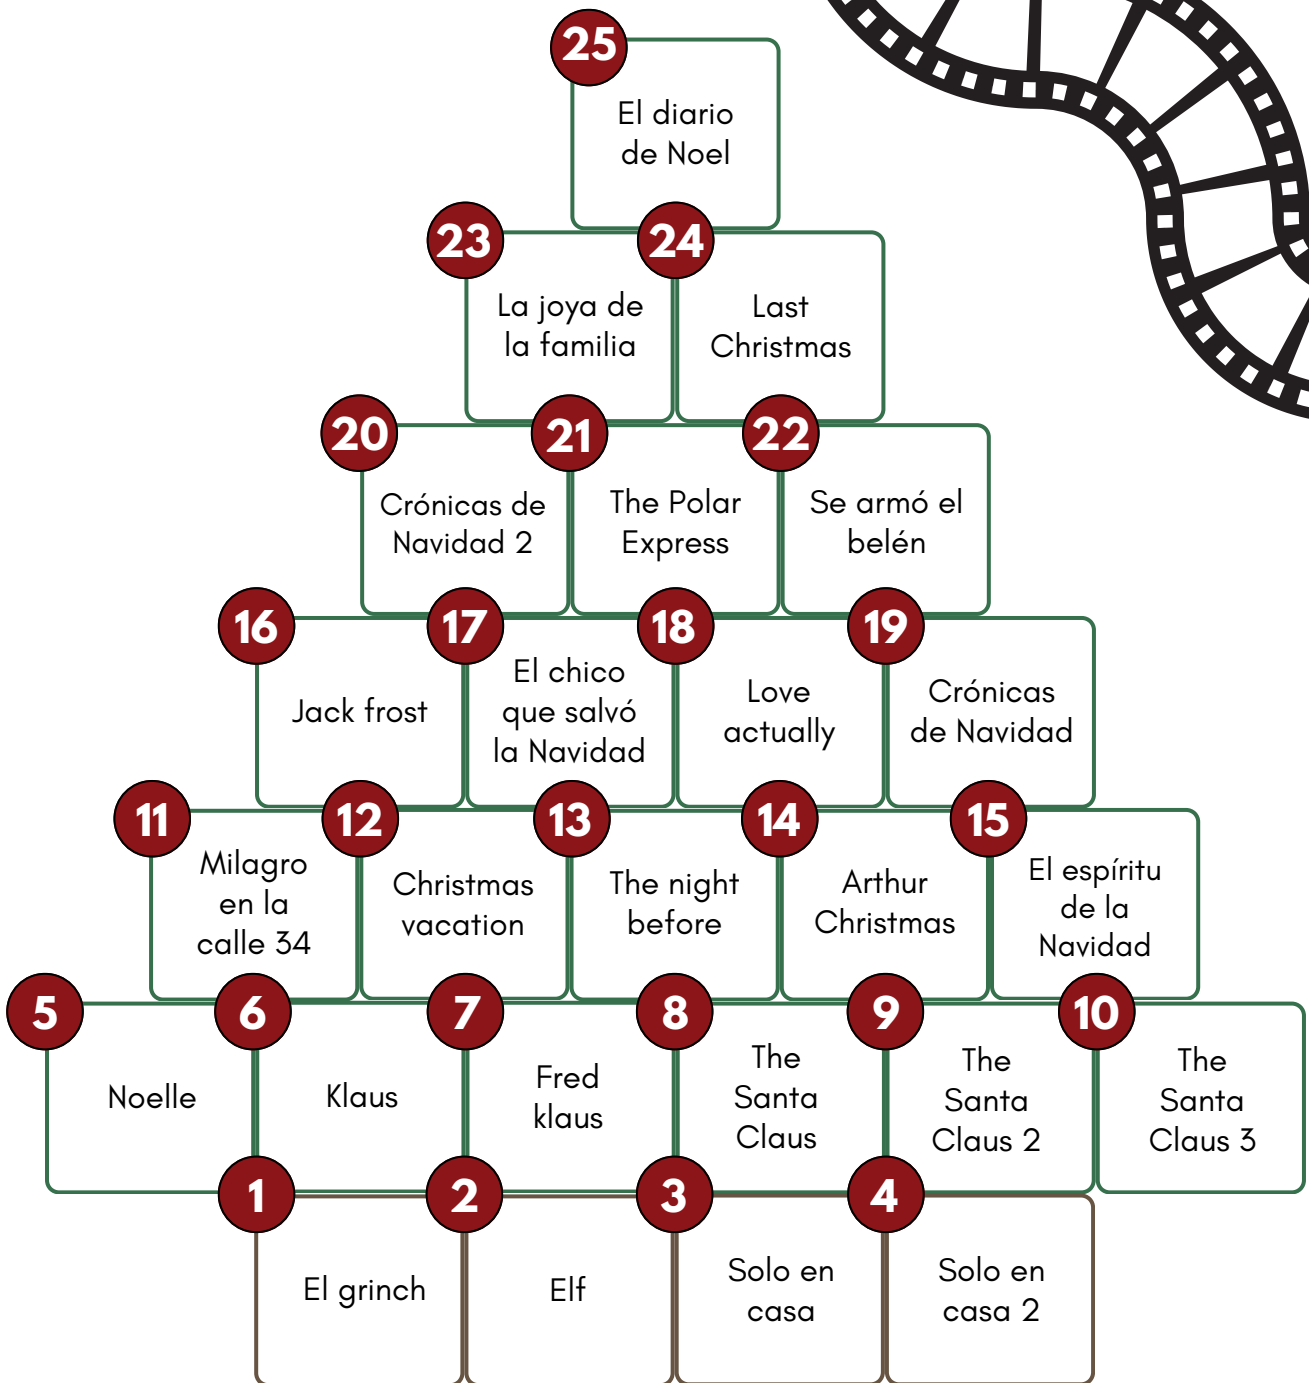 25
El diario
de Noel
23
La joya de
la familia
24
Last
Christmas
20
Crónicas de
Navidad 2
21
The Polar
Express
22
Se armó el
belén
16
Jack frost
17
El chico
que salvó
la Navidad
18
Love
actually
19
Crónicas
de Navidad
11
Milagro
en la
calle 34
12
Christmas
vacation
13
The night
before
14
Arthur
Christmas
15
El espíritu
de la
Navidad
5
Noelle
6
Klaus
7
Fred
klaus
8
The
Santa
Claus
9
The
Santa
Claus 2
10
The
Santa
Claus 3
1
El grinch
2
Elf
3
Solo en
casa
4
Solo en
casa 2